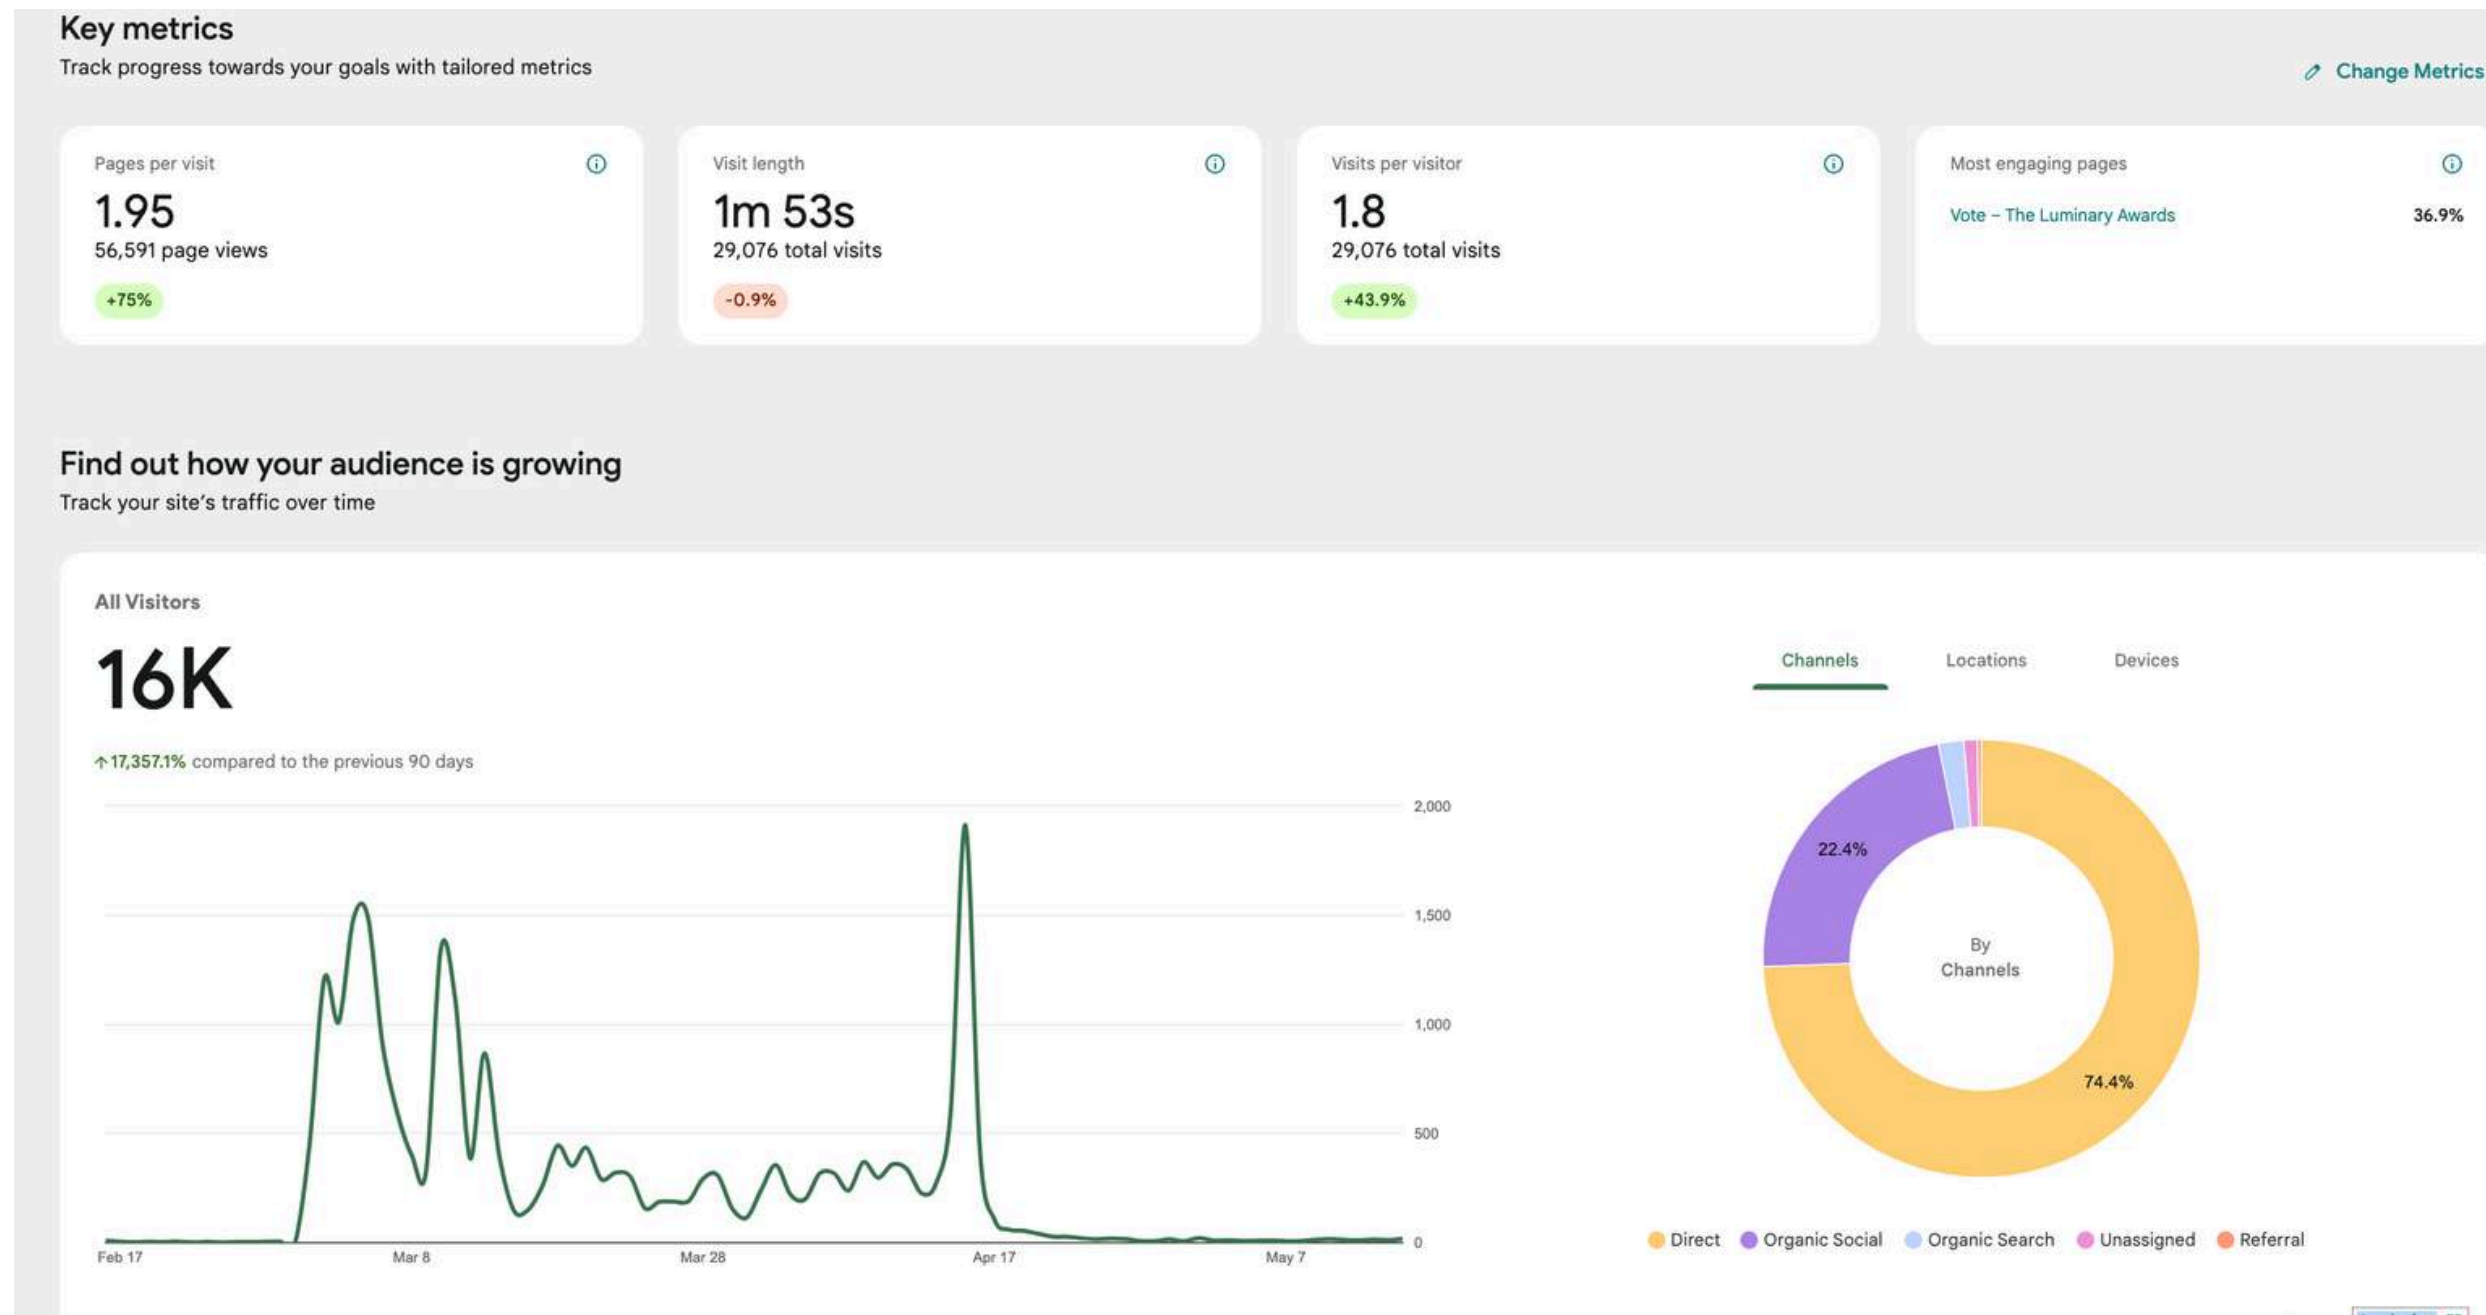 Key metrics
Track progress towards your goals with tailored metrics
Change Metrics
Pages per visit
1.95
56,591 page views
+75%
Visit length
1m 53s
29,076 total visits
-0.9%
Visits per visitor
1.8
29,076 total visits
+43.9%
Most engaging pages
Vote – The Luminary Awards 36.9%
Find out how your audience is growing
Track your site's traffic over time
All Visitors
16K
↑17,357.1% compared to the previous 90 days
2,000
1,500
1,000
500
0
Feb 17 Mar 8 Mar 28 Apr 17 May 7
Channels Locations Devices
22.4%
By
Channels
74.4%
Direct Organic Social Organic Search Unassigned Referral